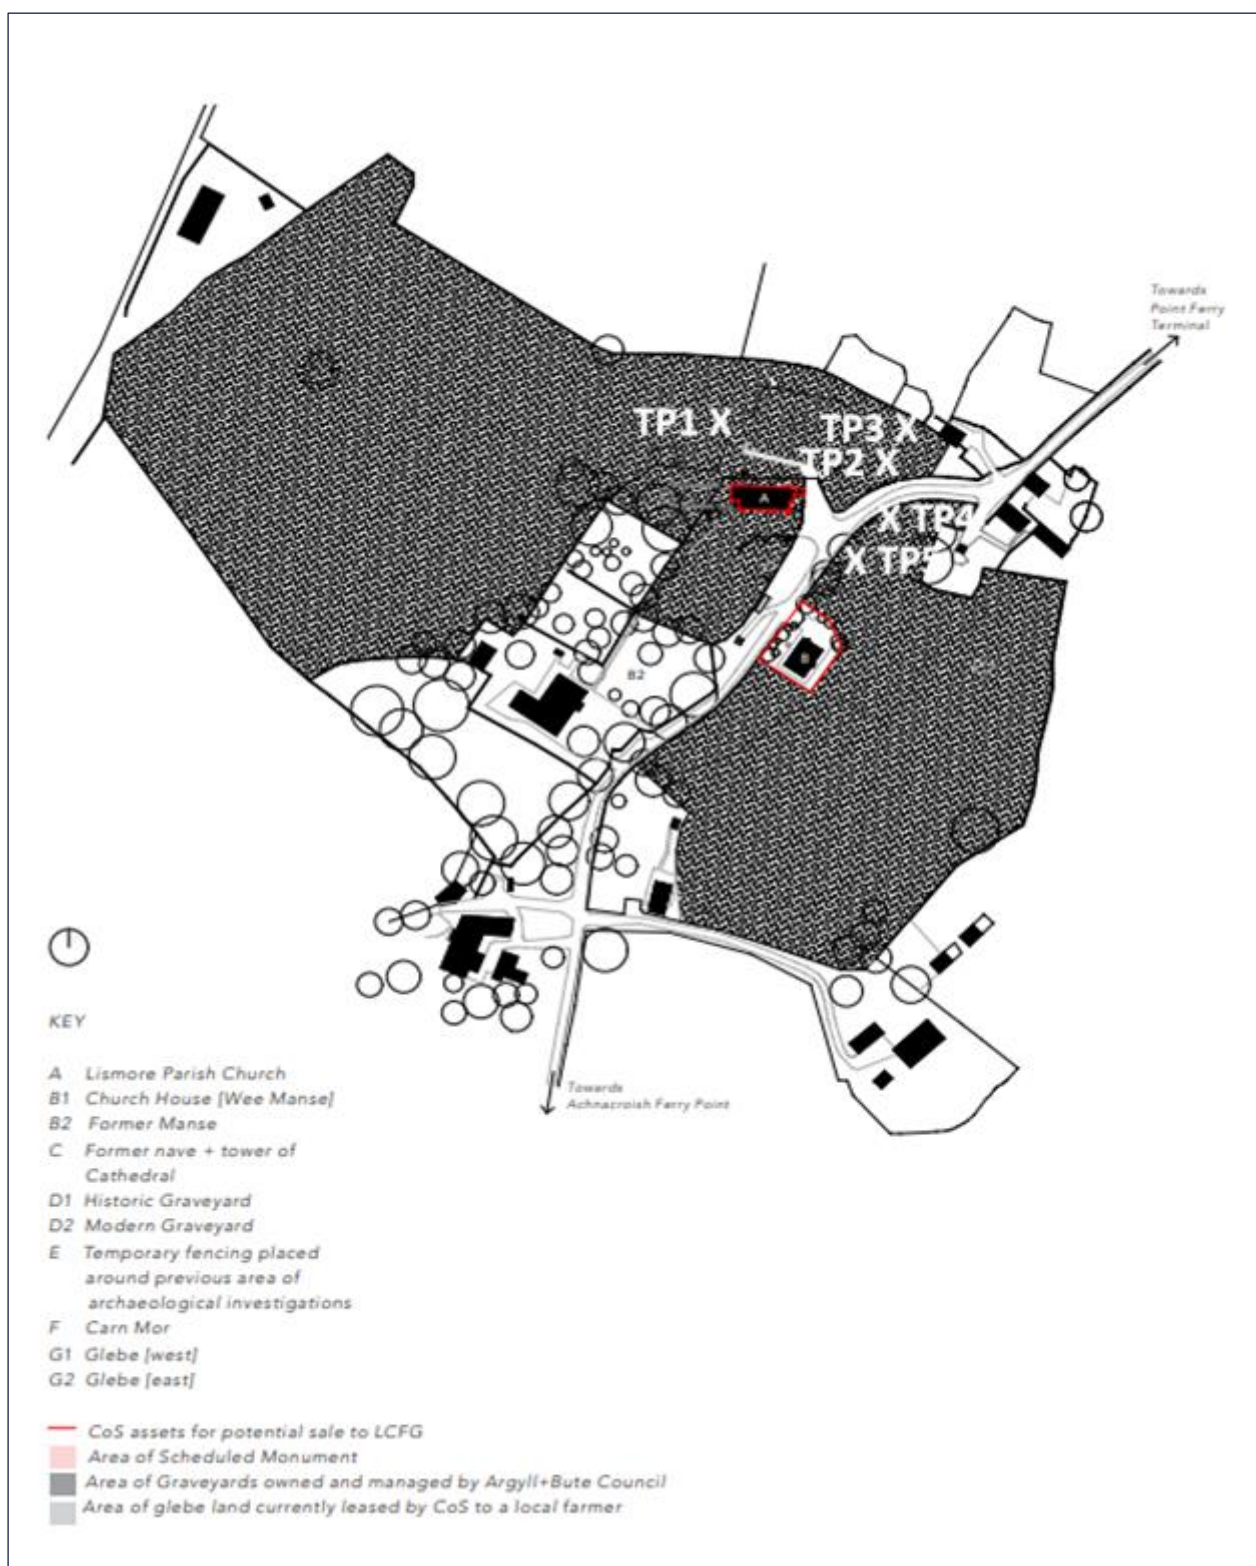 Towards
Point Ferry
Terminal
TP1 X
TP3 X
TP2 X
A
X TP4
X TP5
B
B2
KEY
A Lismore Parish Church
B1 Church House [Wee Manse]
B2 Former Manse
C Former nave + tower of
Cathedral
D1 Historic Graveyard
D2 Modern Graveyard
E Temporary fencing placed
around previous area of
archaeological investigations
F Carn Mor
G1 Glebe [west]
G2 Glebe [east]
Towards
Achnacroish Ferry Point
CoS assets for potential sale to LCFG
Area of Scheduled Monument
Area of Graveyards owned and managed by Argyll+Bute Council
Area of glebe land currently leased by CoS to a local farmer